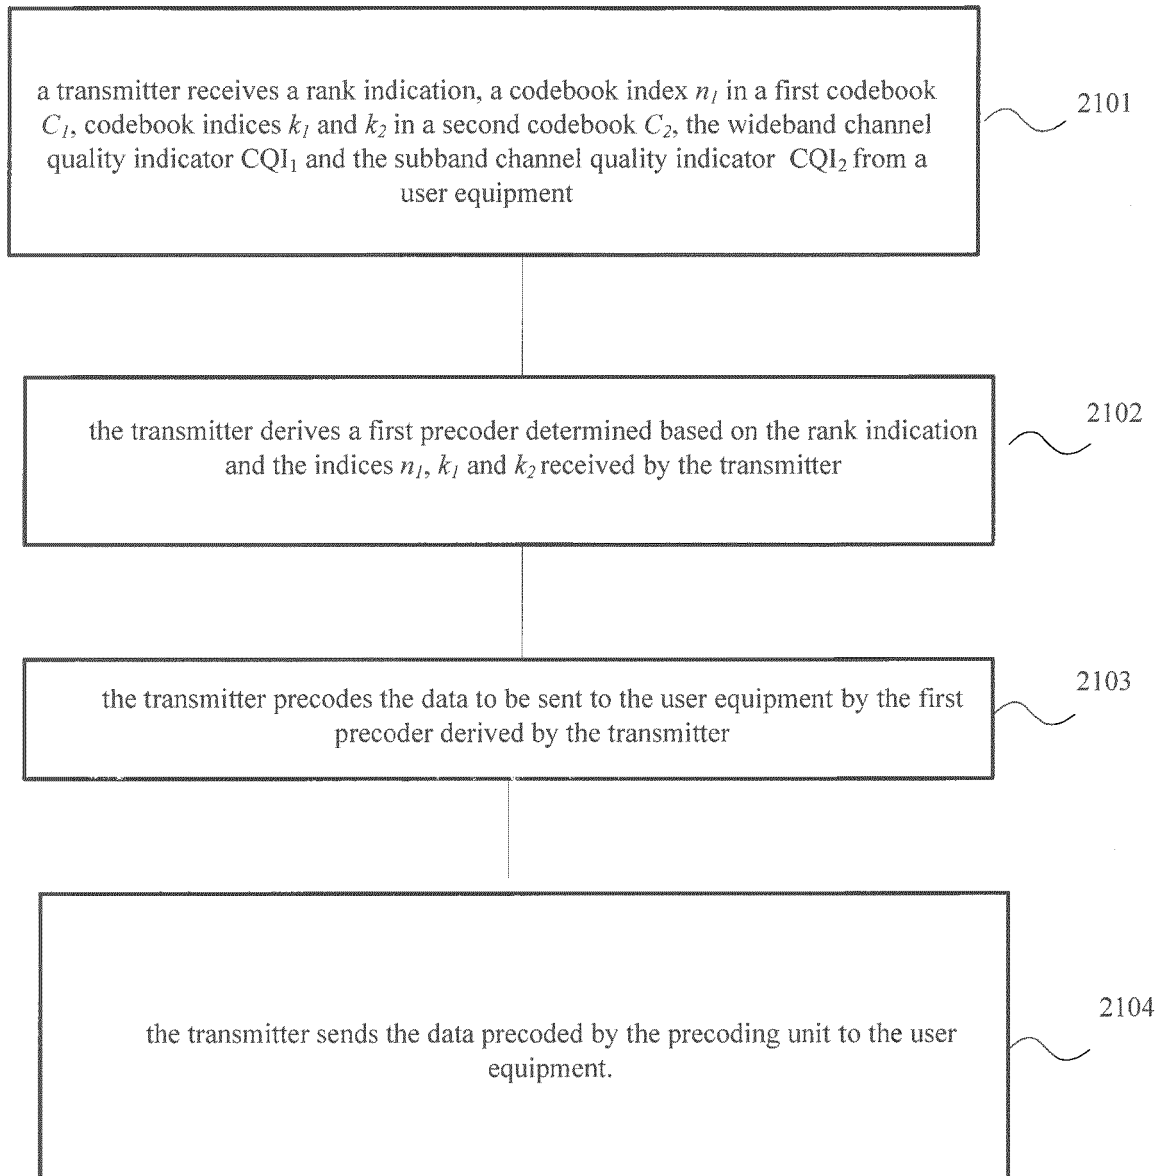 a transmitter receives a rank indication, a codebook index n₁ in a first codebook
C₁, codebook indices k₁ and k₂ in a second codebook C₂, the wideband channel
quality indicator CQI₁ and the subband channel quality indicator CQI₂ from a
user equipment
2101
the transmitter derives a first precoder determined based on the rank indication
and the indices n₁, k₁ and k₂ received by the transmitter
2102
the transmitter precodes the data to be sent to the user equipment by the first
precoder derived by the transmitter
2103
the transmitter sends the data precoded by the precoding unit to the user
equipment.
2104